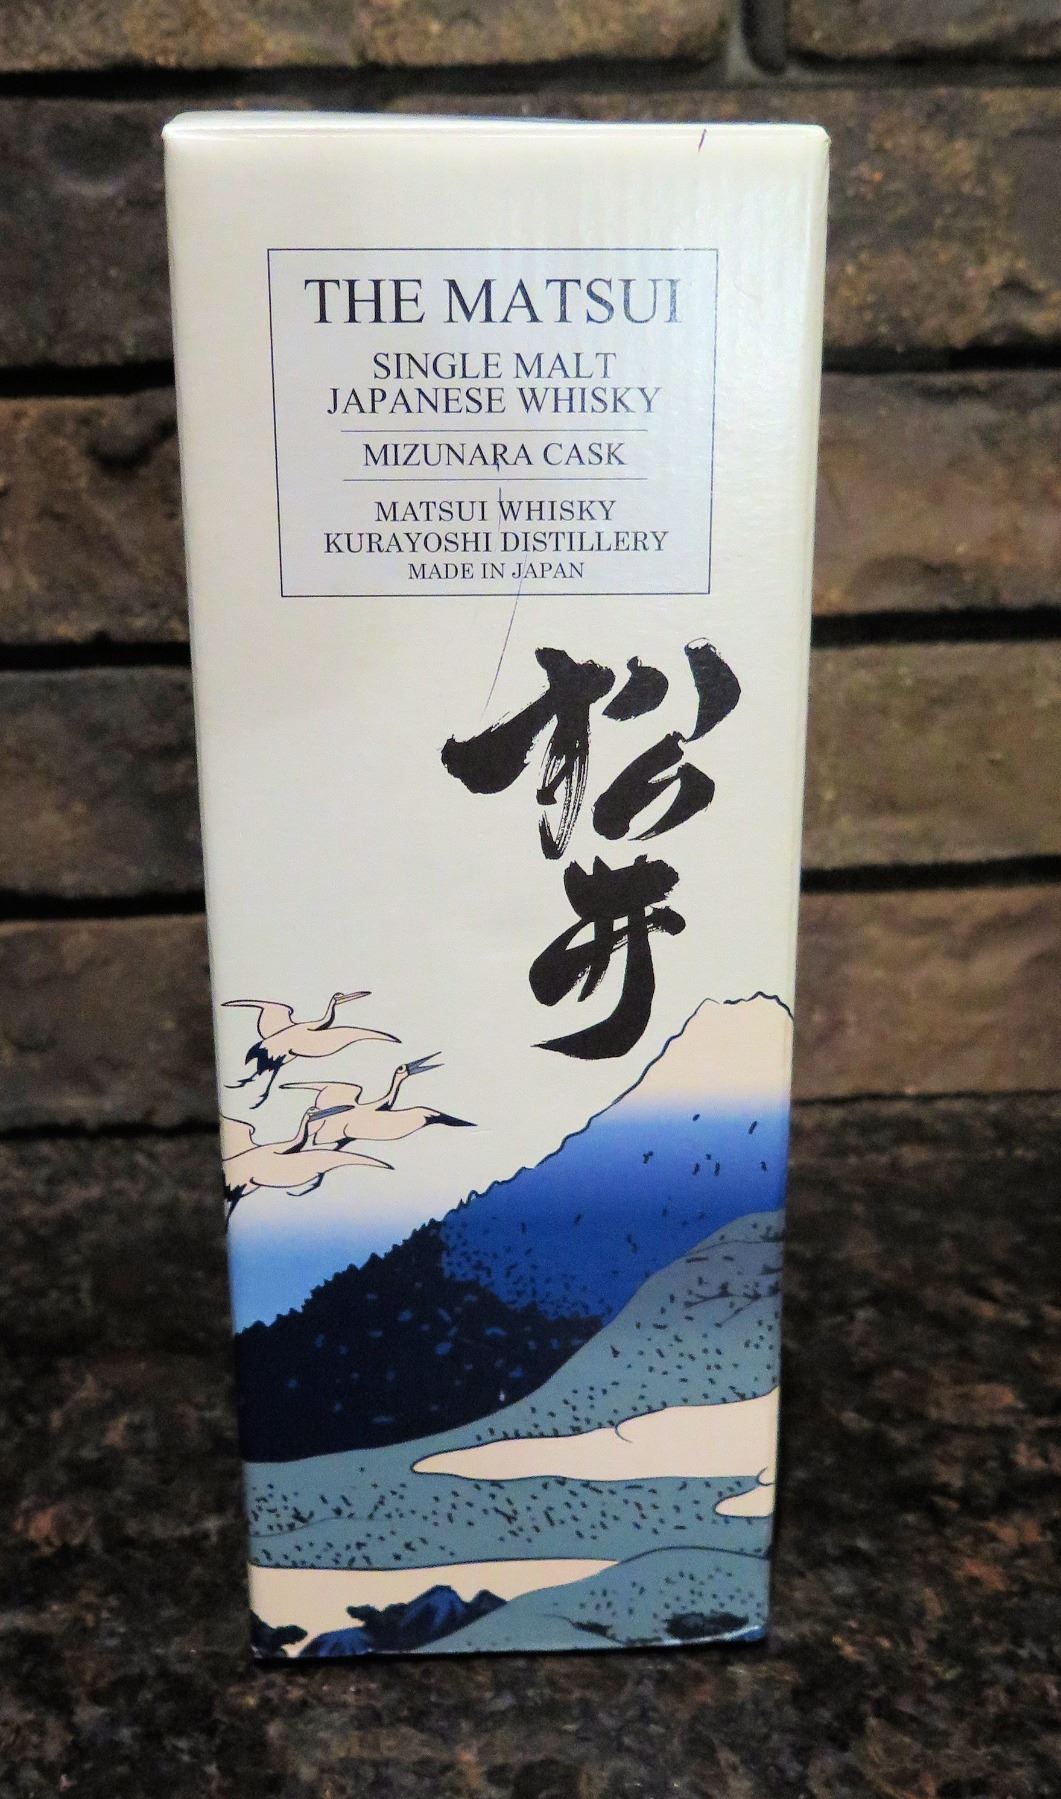 THE MATSUI
SINGLE MALT
JAPANESE WHISKY
MIZUNARA CASK
MATSUI WHISKY
KURAYOSHI DISTILLERY
MADE IN JAPAN
松井